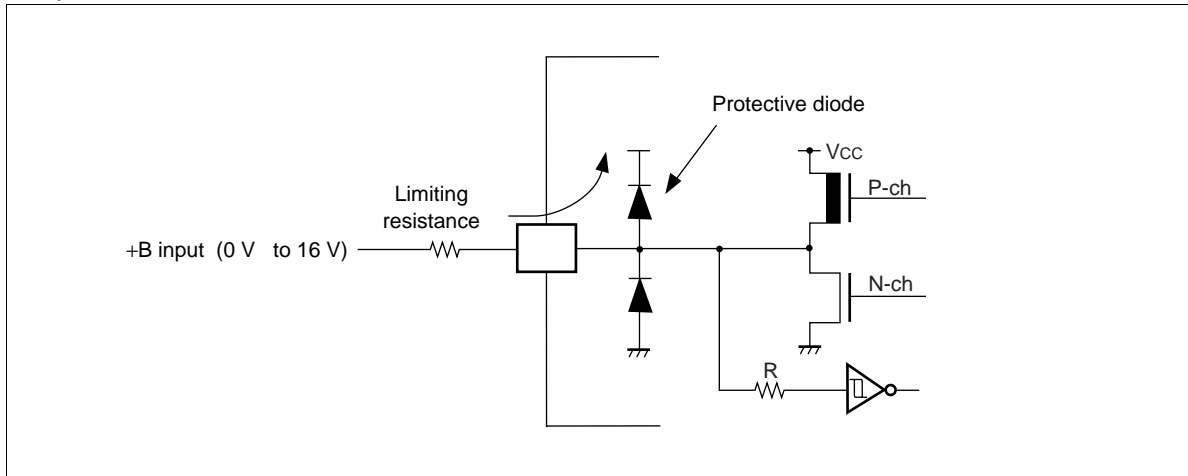 Protective diode
VCC
P-ch
Limiting
resistance
+B input (0 V to 16 V)
N-ch
R